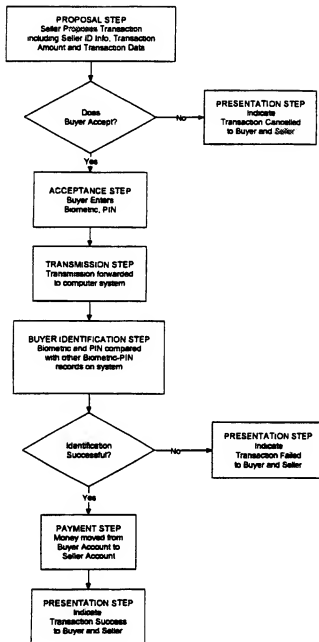 PROPOSAL STEP
Seller Proposes Transaction
Including Seller ID Info, Transaction
Amount and Transaction Data
Does
Buyer Accept?
No
PRESENTATION STEP
Indicate
Transaction Cancelled
to Buyer and Seller
Yes
ACCEPTANCE STEP
Buyer Enters
Biometric, PIN
TRANSMISSION STEP
Transmission forwarded
to computer system
BUYER IDENTIFICATION STEP
Biometric and PIN compared
with other Biometric-PIN
records on system
Identification
Successful?
No
PRESENTATION STEP
Indicate
Transaction Failed
to Buyer and Seller
Yes
PAYMENT STEP
Money moved from
Buyer Account to
Seller Account
PRESENTATION STEP
Indicate
Transaction Success
to Buyer and Seller